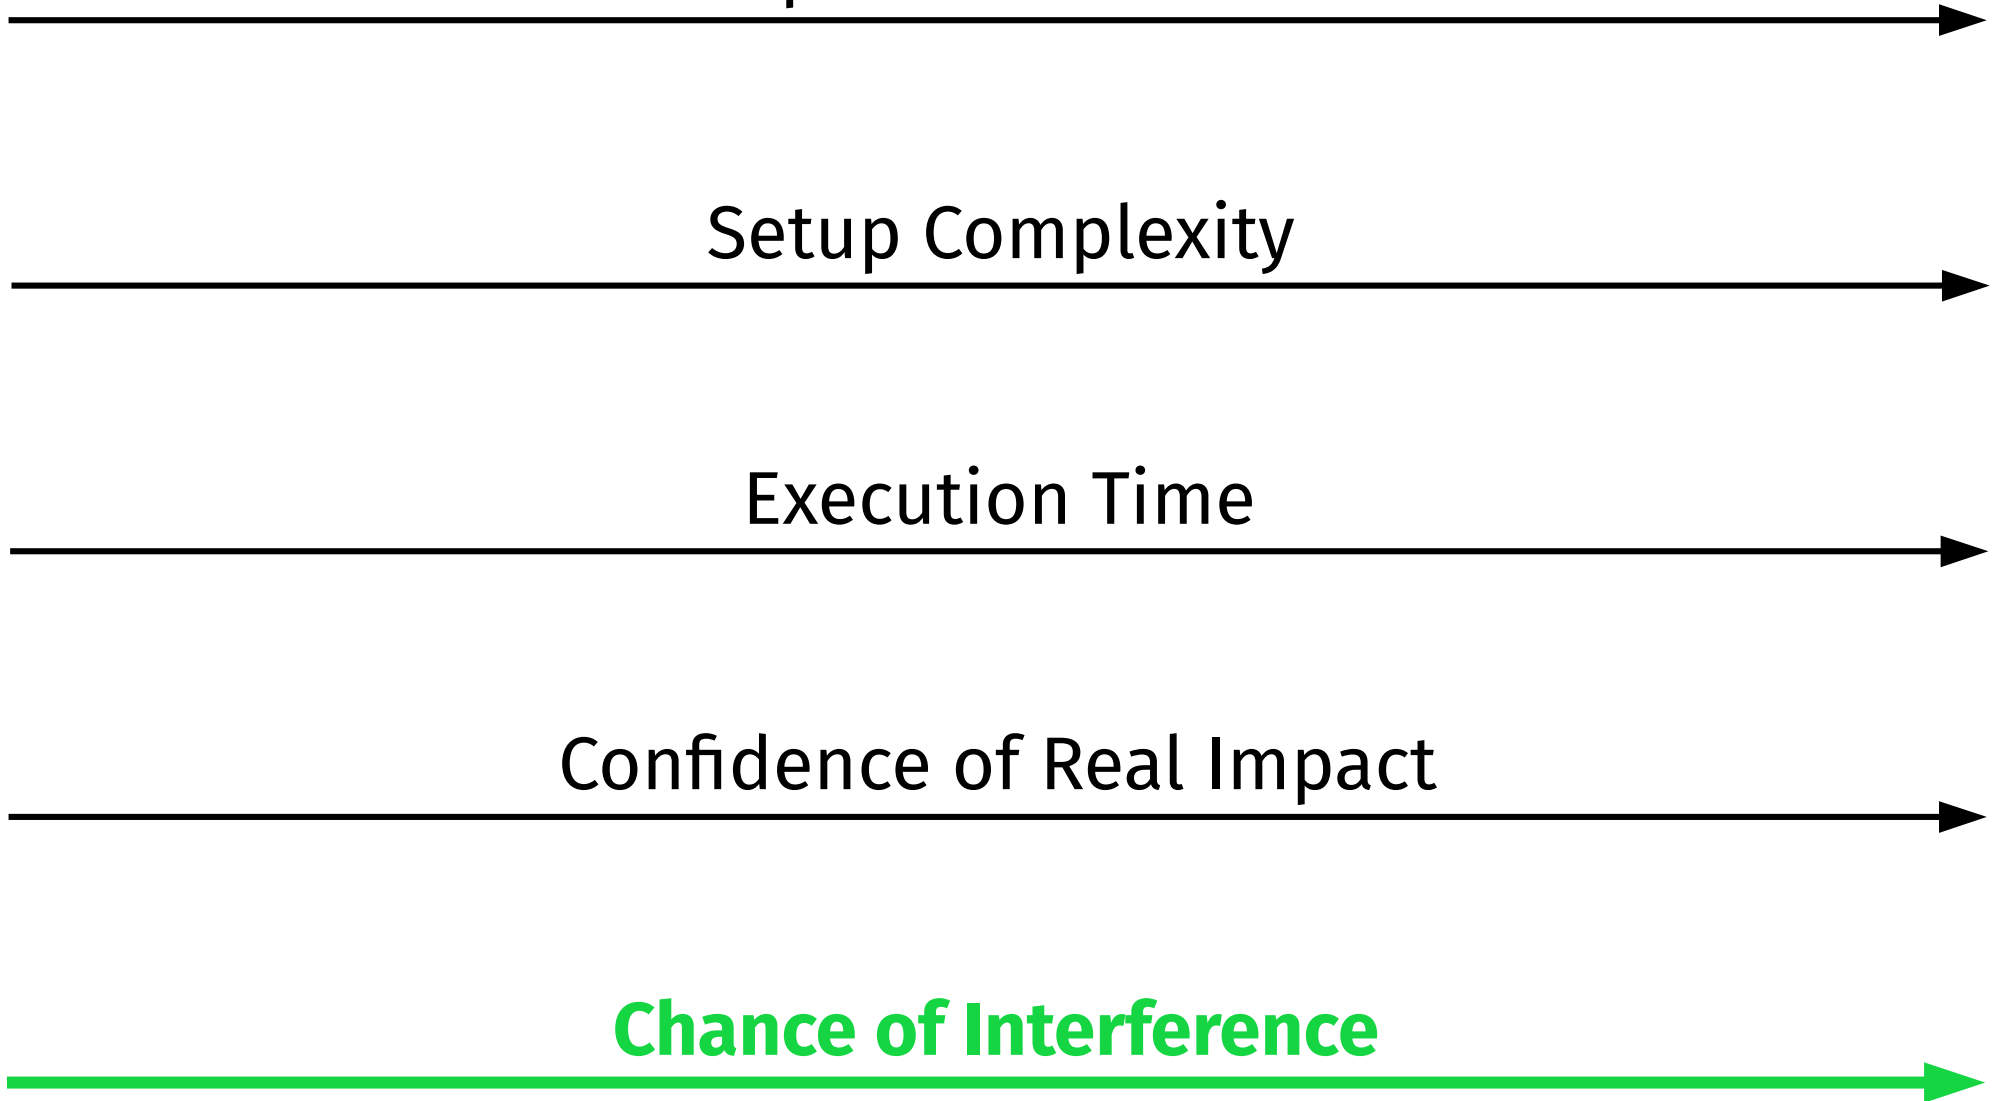 Setup Complexity
Execution Time
Confidence of Real Impact
Chance of Interference